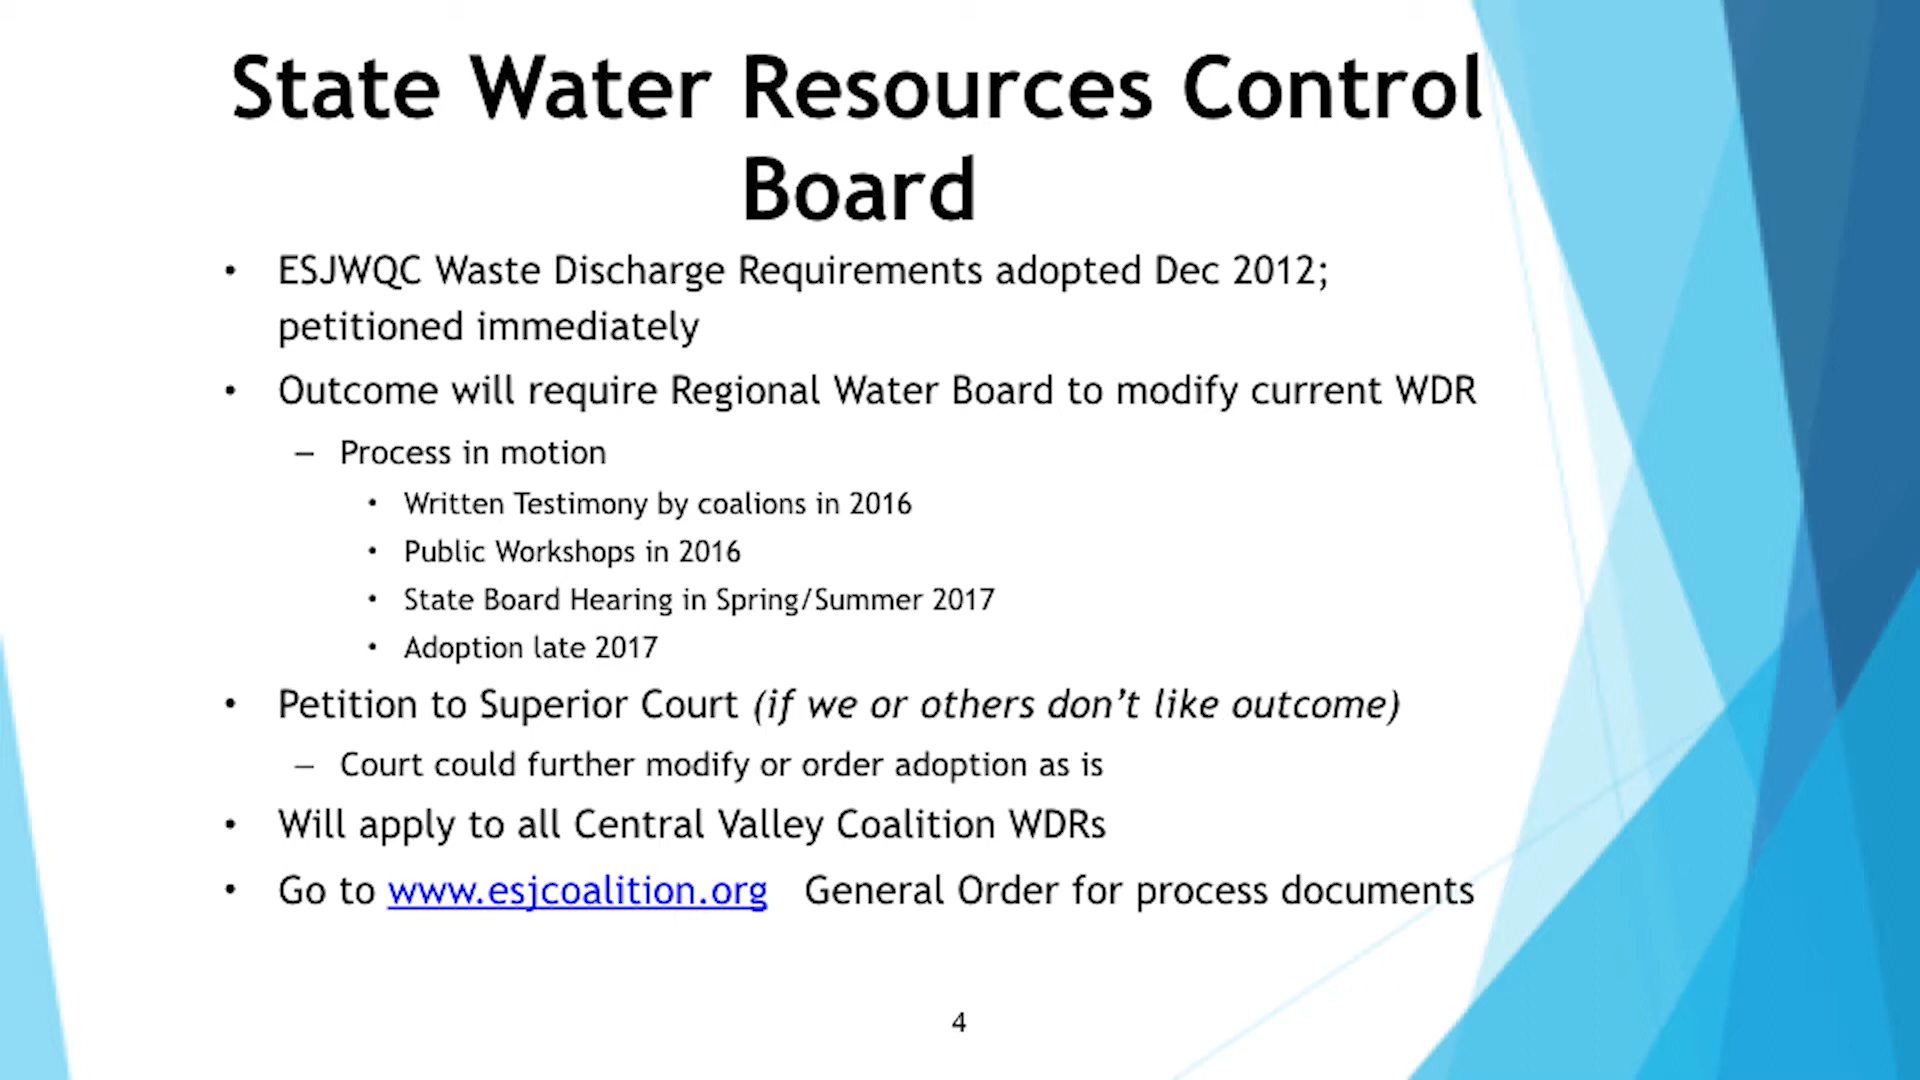 State Water Resources Control
Board
• ESJWQC Waste Discharge Requirements adopted Dec 2012;
petitioned immediately
• Outcome will require Regional Water Board to modify current WDR
– Process in motion
• Written Testimony by coalions in 2016
• Public Workshops in 2016
• State Board Hearing in Spring/Summer 2017
• Adoption late 2017
• Petition to Superior Court (if we or others don’t like outcome)
– Court could further modify or order adoption as is
• Will apply to all Central Valley Coalition WDRs
• Go to www.esjcoalition.org General Order for process documents
4